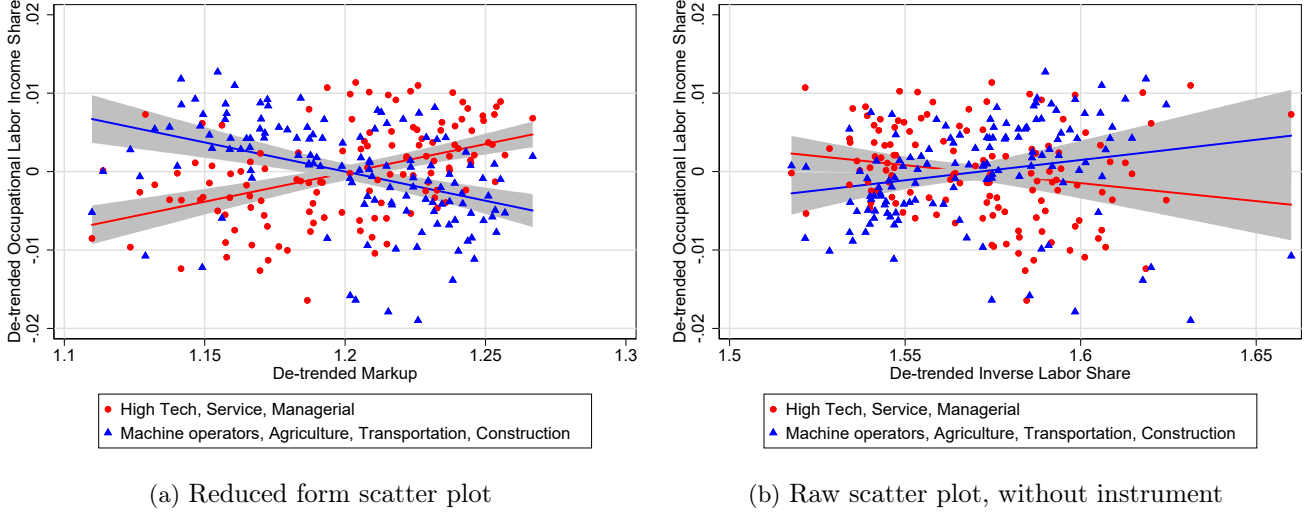 De-trended Occupational Labor Income Share
.02
.01
0
-.01
-.02
1.1
1.15
1.2
1.25
1.3
De-trended Markup
High Tech, Service, Managerial
Machine operators, Agriculture, Transportation, Construction
(a) Reduced form scatter plot
De-trended Occupational Labor Income Share
.02
.01
0
-.01
-.02
1.5
1.55
1.6
1.65
De-trended Inverse Labor Share
High Tech, Service, Managerial
Machine operators, Agriculture, Transportation, Construction
(b) Raw scatter plot, without instrument